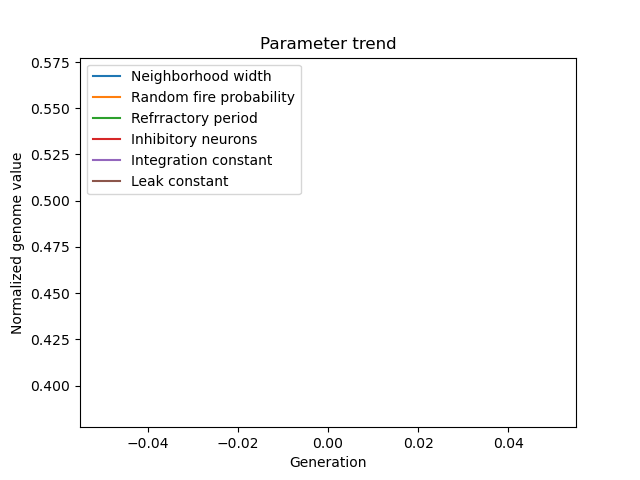 Parameter trend
0.575
0.550
0.525
0.500
0.475
0.450
0.425
0.400
Normalized genome value
Neighborhood width
Random fire probability
Refrractory period
Inhibitory neurons
Integration constant
Leak constant
−0.04 −0.02 0.00 0.02 0.04
Generation